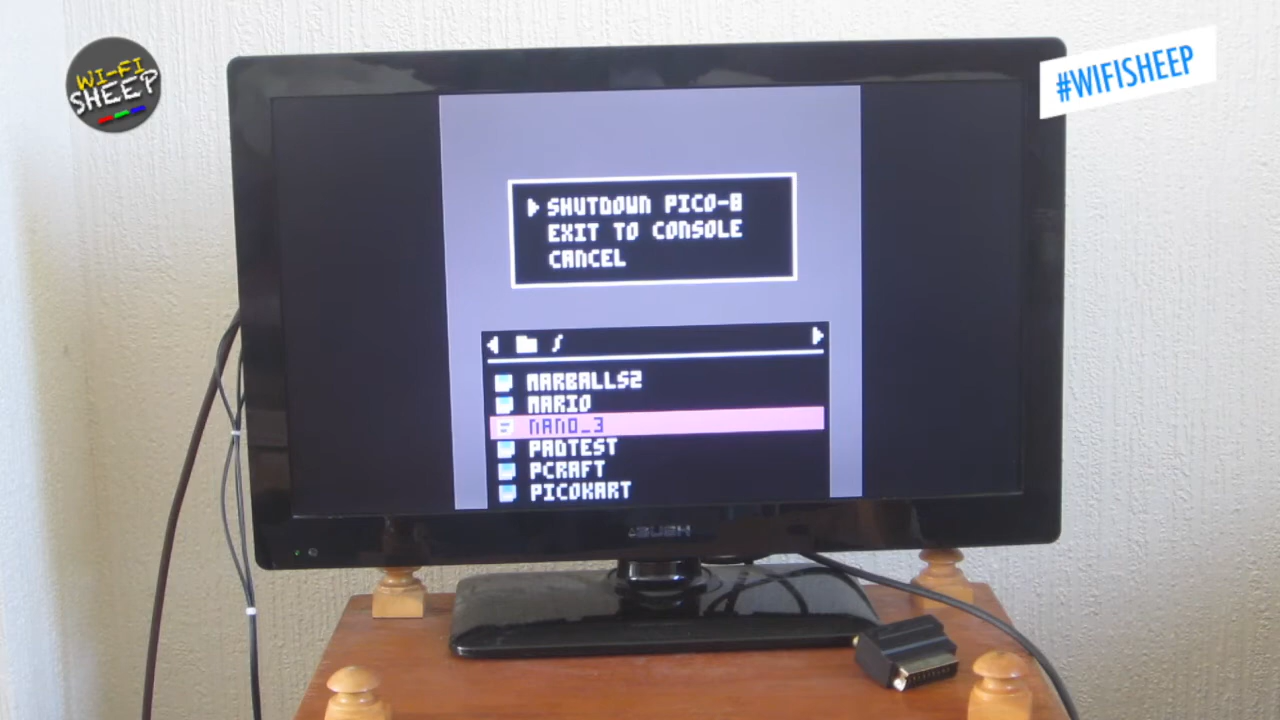 WI-FI
SHEEP
#WIFISHEEP
SHUTDOWN PICO-8
EXIT TO CONSOLE
CANCEL
/
MARBALLS2
MARIO
NANO_3
PADTEST
PCRAFT
PICOKART
BUSH